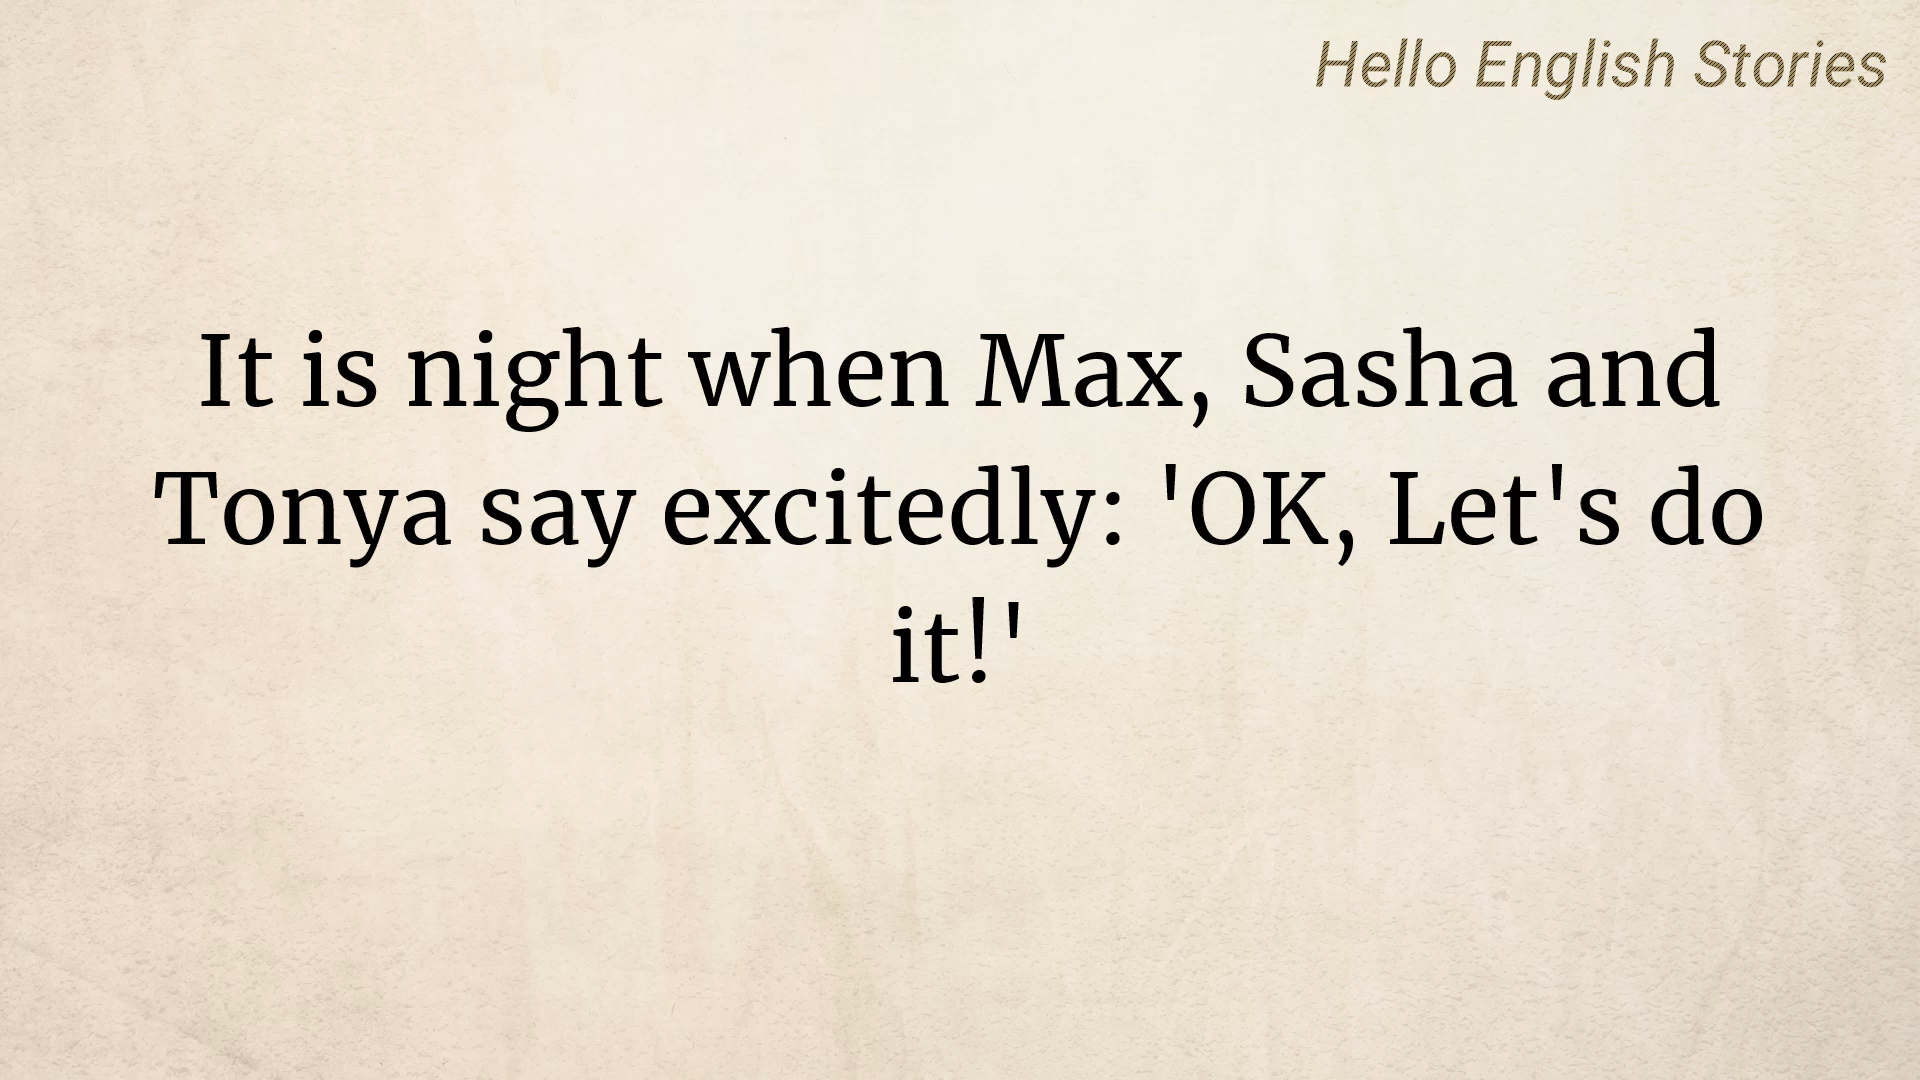 Hello English Stories
It is night when Max, Sasha and
Tonya say excitedly: 'OK, Let's do
it!'